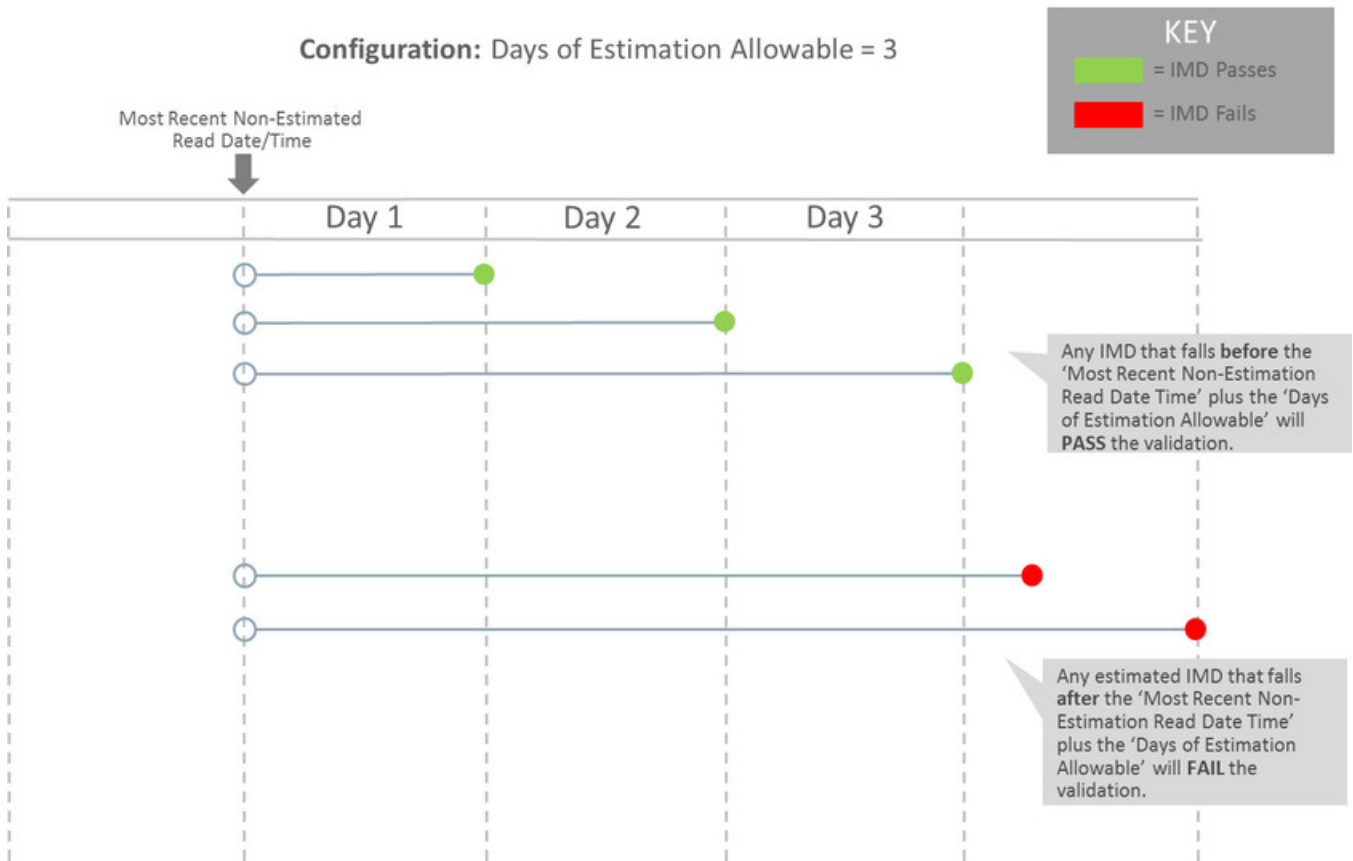 Configuration: Days of Estimation Allowable = 3
KEY
= IMD Passes
= IMD Fails
Most Recent Non-Estimated
Read Date/Time
Day 1
Day 2
Day 3
Any IMD that falls before the
‘Most Recent Non-Estimation
Read Date Time’ plus the ‘Days
of Estimation Allowable’ will
PASS the validation.
Any estimated IMD that falls
after the ‘Most Recent Non-
Estimation Read Date Time’
plus the ‘Days of Estimation
Allowable’ will FAIL the
validation.